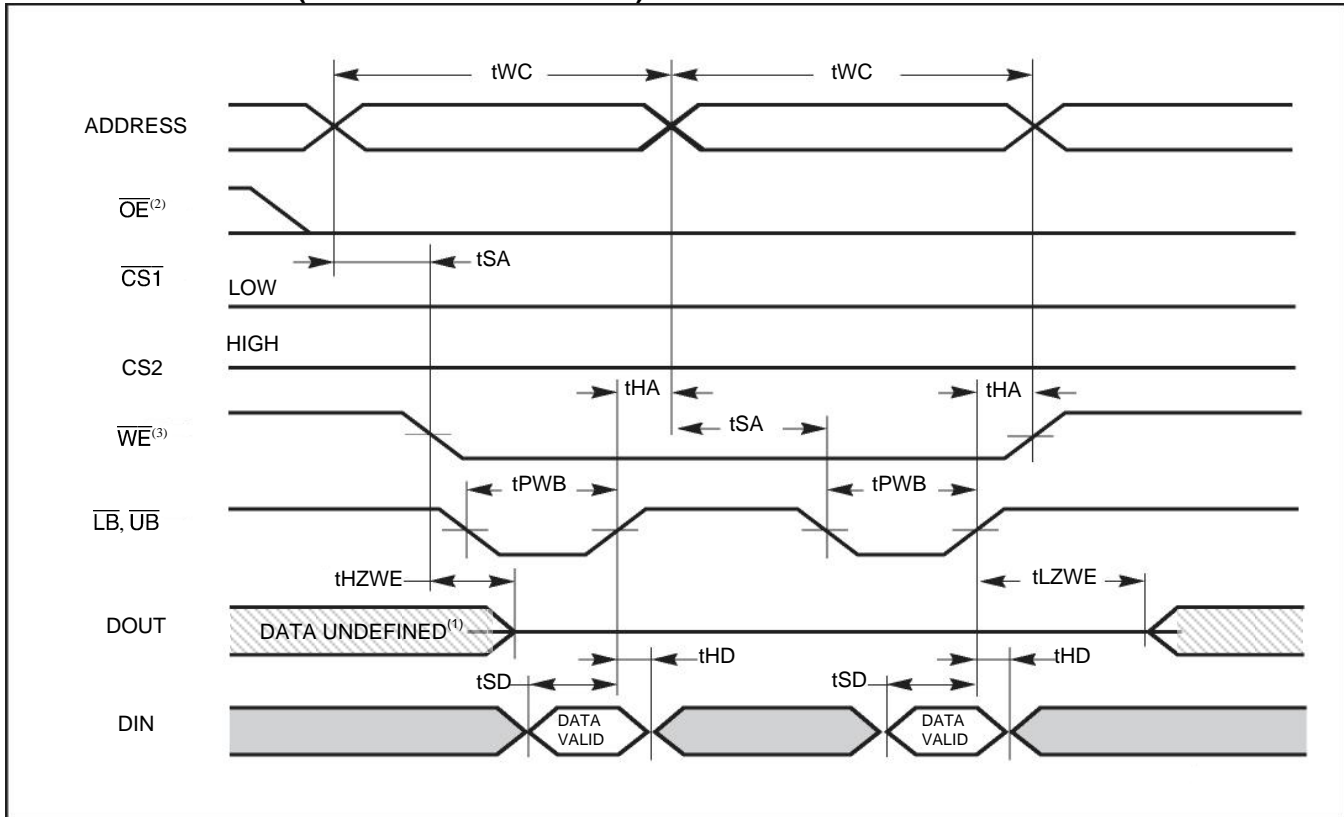 tWC tWC
ADDRESS
OE(2)
tSA
CS1
LOW
HIGH
CS2
tHA tHA
tSA
WE(3)
tPWB tPWB
LB, UB
tHZWE tLZWE
DOUT DATA UNDEFINED(1)
tHD tHD
tSD tSD
DIN DATA VALID DATA VALID